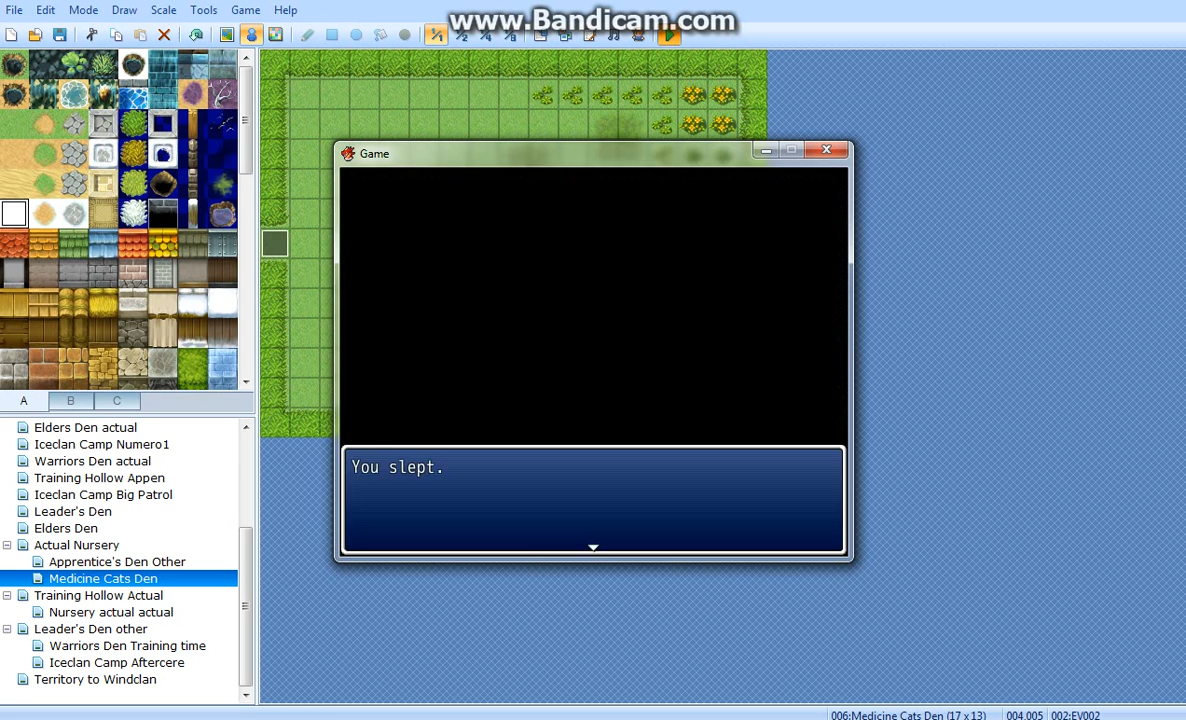 File Edit Mode Draw Scale Tools Game Help
www.Bandicam.com
Game
You slept.
A B C
Elders Den actual
Iceclan Camp Numero1
Warriors Den actual
Training Hollow Appen
Iceclan Camp Big Patrol
Leader's Den
Elders Den
Actual Nursery
Apprentice's Den Other
Medicine Cats Den
Training Hollow Actual
Nursery actual actual
Leader's Den other
Warriors Den Training time
Iceclan Camp Aftercere
Territory to Windclan
006:Medicine Cats Den (17 x 13) 004,005 002:EV002